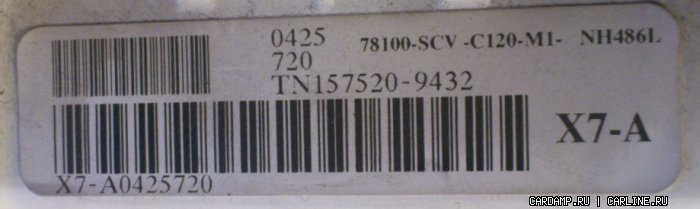 0425 78100-SCV -C120-M1- NH486L
720
TN157520-9432
X7-A
X7-A0425720
CARDAMP.RU | CARLINE.RU